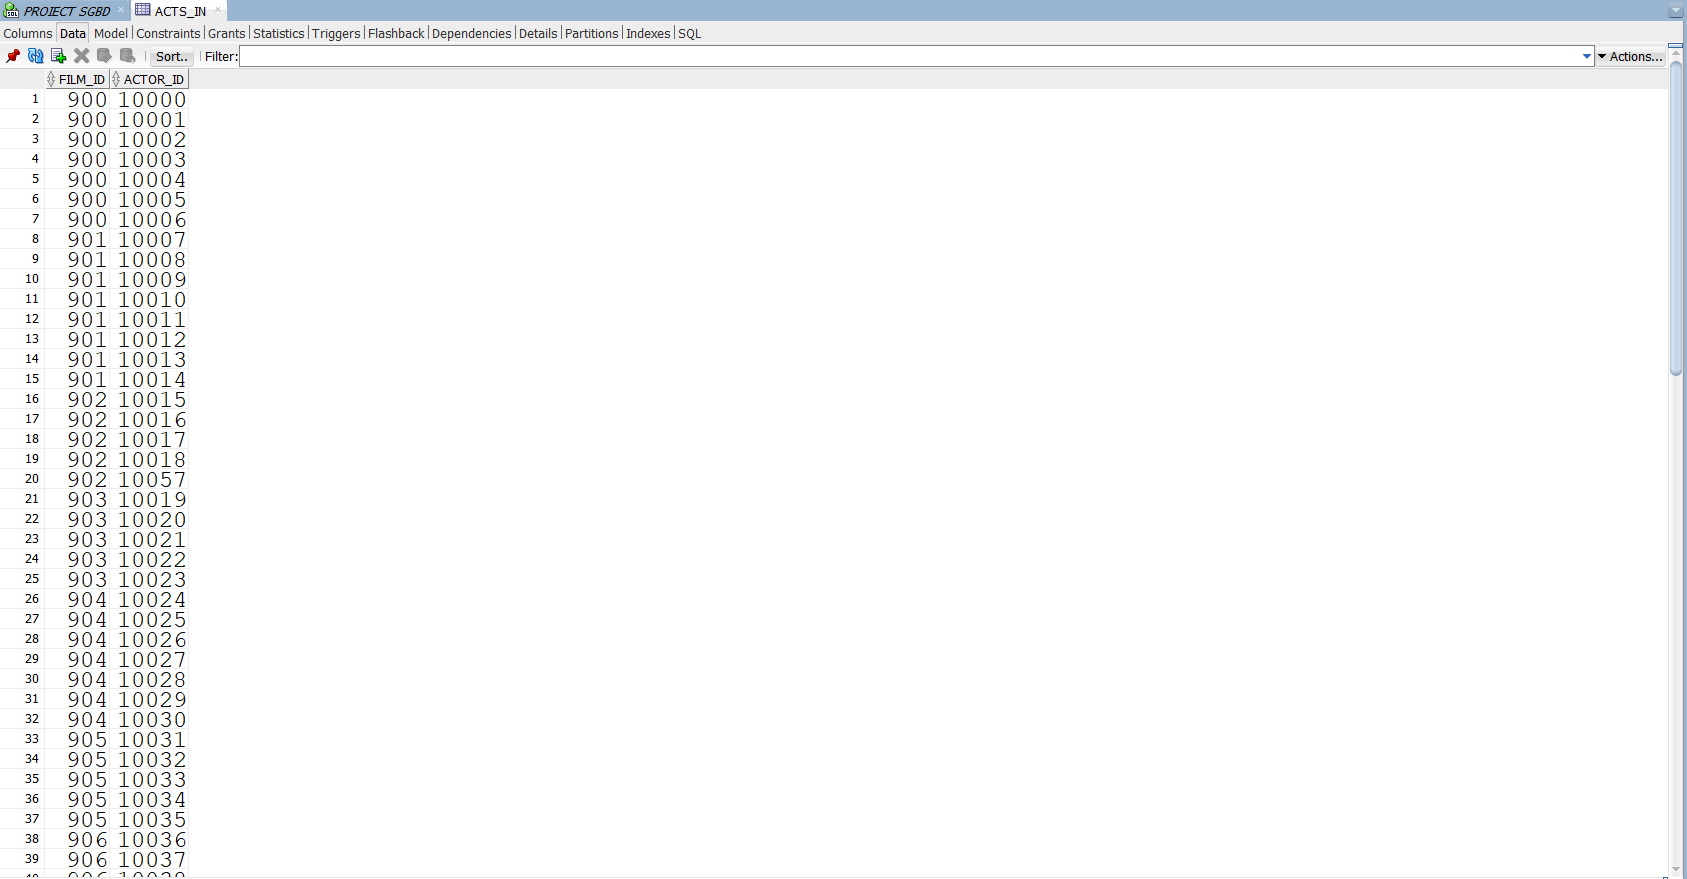 PROIECT SGBD ACTS_IN
Columns Data Model Constraints Grants Statistics Triggers Flashback Dependencies Details Partitions Indexes SQL
Sort.. Filter: Actions...
FILM_ID ACTOR_ID
1 900 10000
2 900 10001
3 900 10002
4 900 10003
5 900 10004
6 900 10005
7 900 10006
8 901 10007
9 901 10008
10 901 10009
11 901 10010
12 901 10011
13 901 10012
14 901 10013
15 901 10014
16 902 10015
17 902 10016
18 902 10017
19 902 10018
20 902 10057
21 903 10019
22 903 10020
23 903 10021
24 903 10022
25 903 10023
26 904 10024
27 904 10025
28 904 10026
29 904 10027
30 904 10028
31 904 10029
32 904 10030
33 905 10031
34 905 10032
35 905 10033
36 905 10034
37 905 10035
38 906 10036
39 906 10037